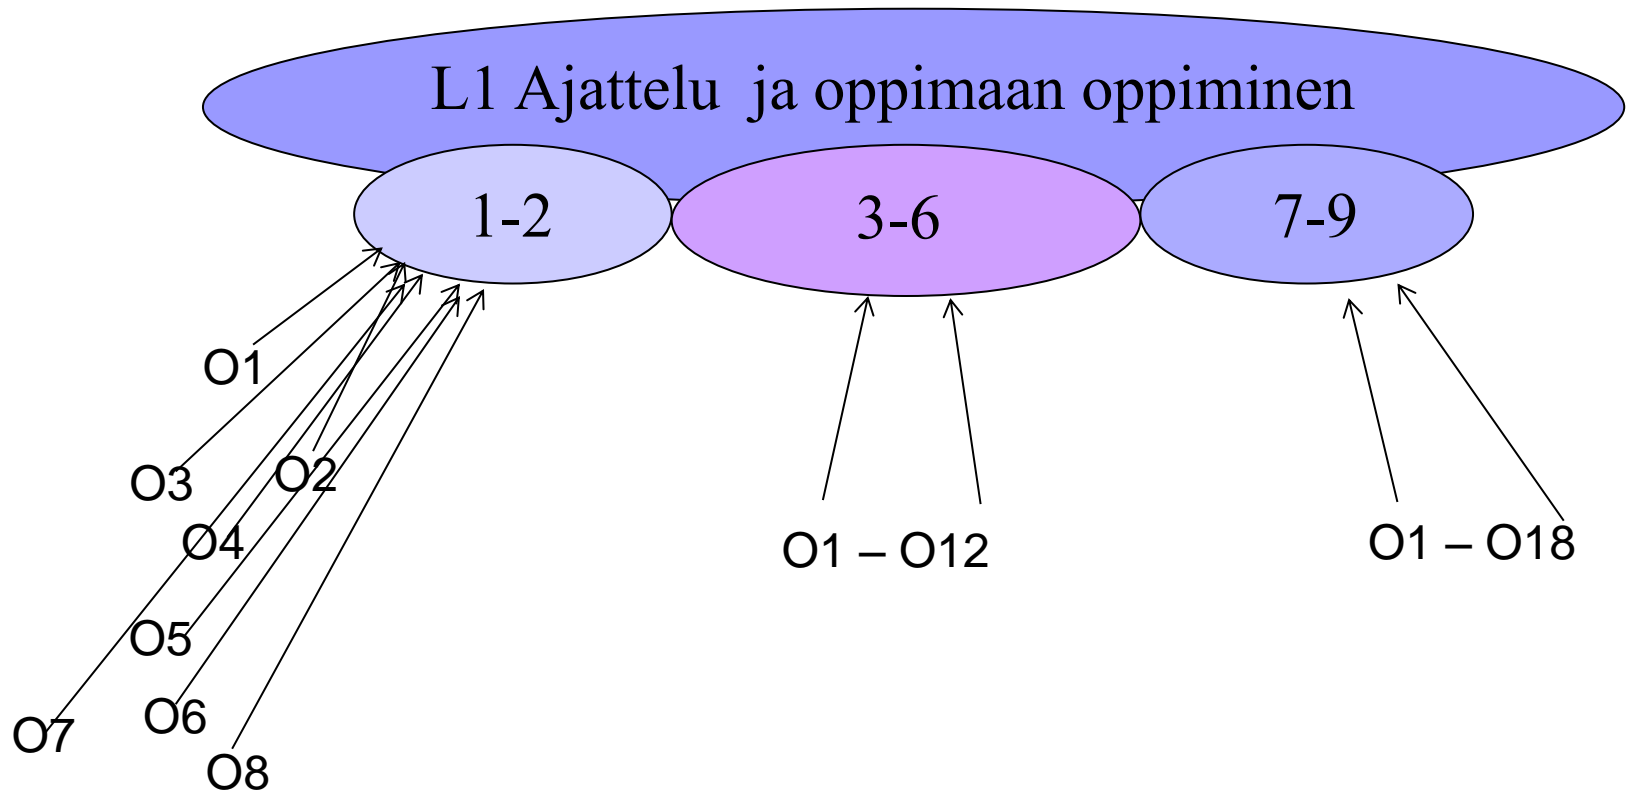 L1 Ajattelu ja oppimaan oppiminen
1-2
3-6
7-9
O1
O3
O2
O4
O5
O6
O7
O8
O1 – O12
O1 – O18